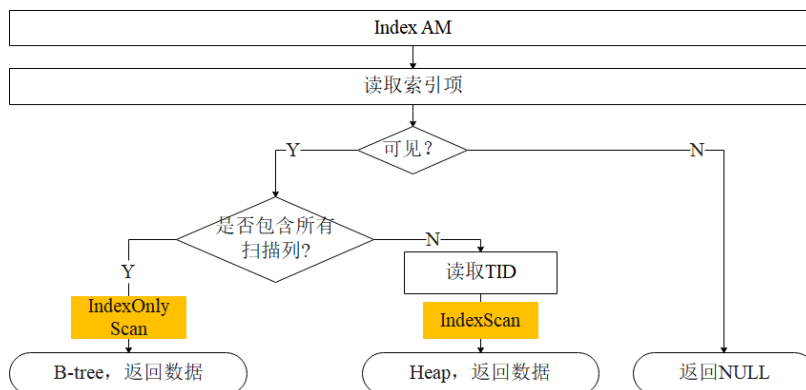 Index AM
读取索引项
可见？
Y
N
是否包含所有
扫描列?
Y
N
读取TID
IndexOnly
Scan
IndexScan
B-tree，返回数据
Heap，返回数据
返回NULL